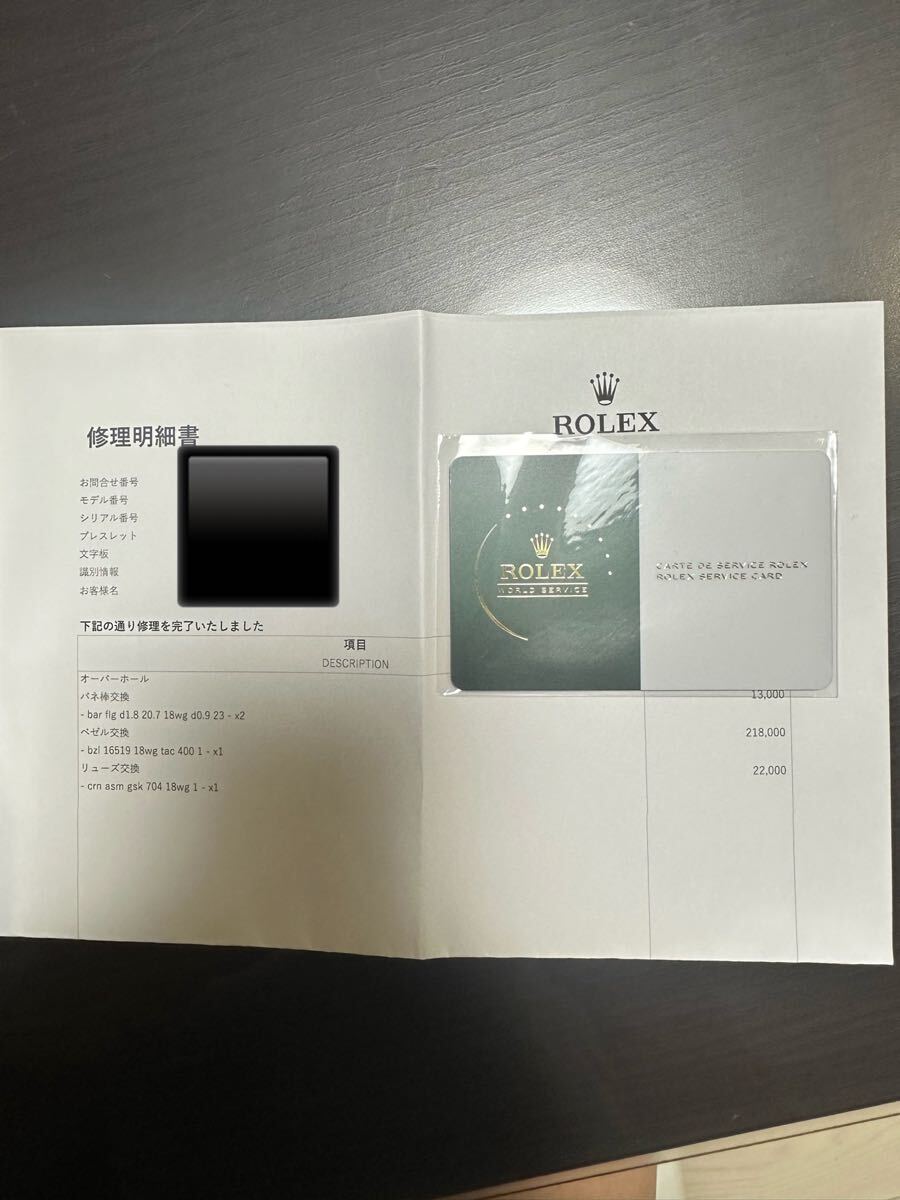 修理明細書
ROLEX
お問合せ番号
モデル番号
シリアル番号
ブレスレット
文字板
識別情報
お客様名
ROLEX
WORLD SERVICE
CARTE DE SERVICE ROLEX
ROLEX SERVICE CARD
下記の通り修理を完了いたしました
項目
DESCRIPTION
オーバーホール
バネ棒交換 13,000
- bar flg d1.8 20.7 18wg d0.9 23 - x2
ベゼル交換 218,000
- bzl 16519 18wg tac 400 1 - x1
リューズ交換 22,000
- crn asm gsk 704 18wg 1 - x1